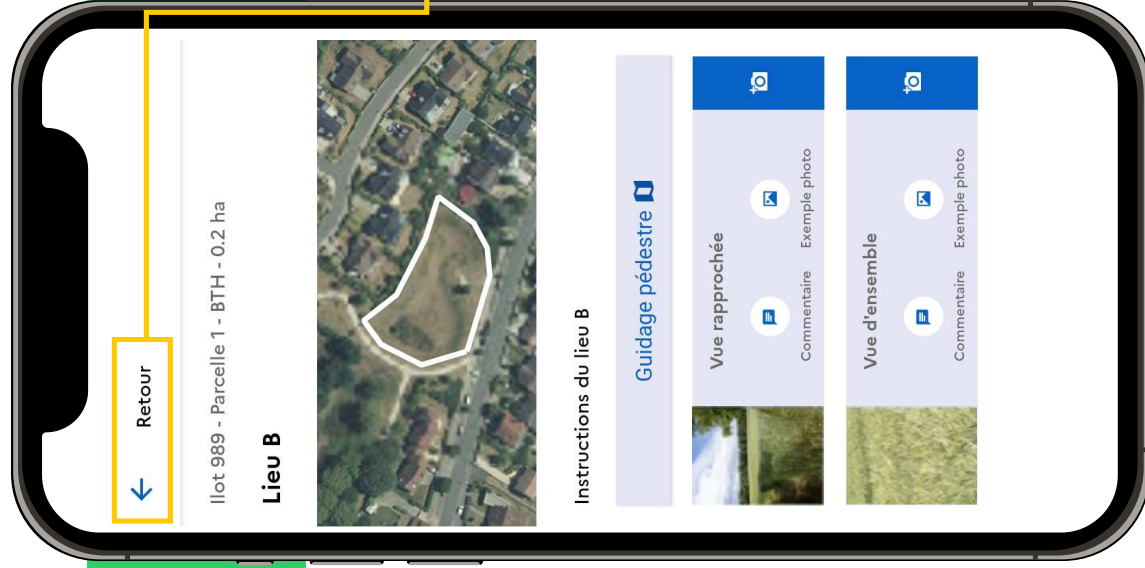 Retour
Ilot 989 - Parcelle 1 - BTH - 0.2 ha
Lieu B
Instructions du lieu B
Guidage pédestre
Vue rapprochée
Commentaire
Exemple photo
Vue d'ensemble
Commentaire
Exemple photo